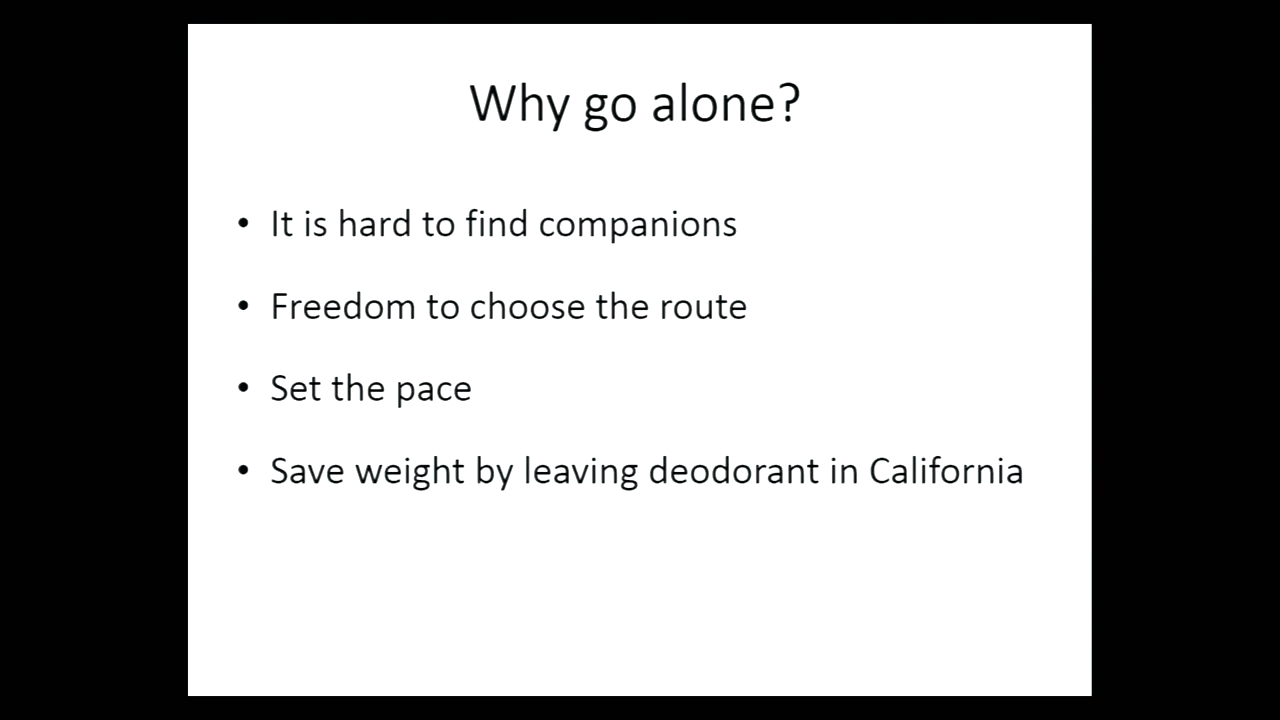 Why go alone?
• It is hard to find companions
• Freedom to choose the route
• Set the pace
• Save weight by leaving deodorant in California